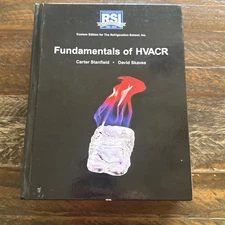 RSI
Custom Edition for The Refrigeration School, Inc.
Fundamentals of HVACR
Carter Stanfield • David Skaves